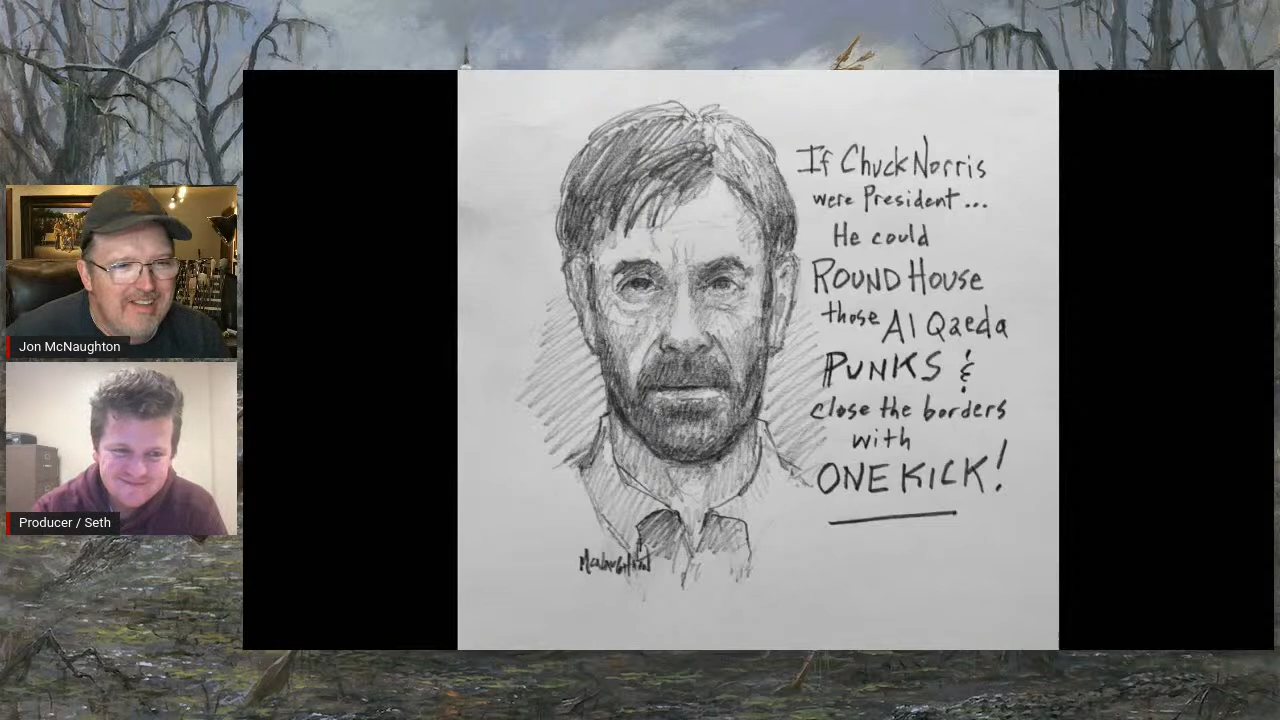 If Chuck Norris
were President...
He could
ROUND HOUSE
those Al Qaeda
PUNKS &
close the borders
with
ONE KICK!
McNaughton
Jon McNaughton
Producer / Seth